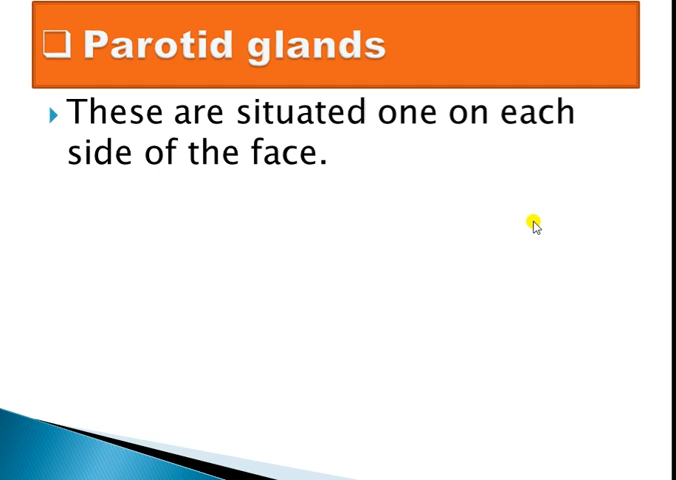 ❑ Parotid glands
These are situated one on each
side of the face.